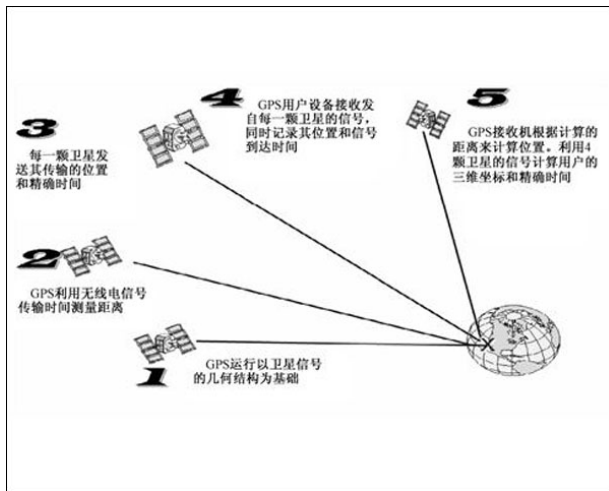 1
GPS运行以卫星信号
的几何结构为基础
2
GPS利用无线电信号
传输时间测量距离
3
每一颗卫星发
送其传输的位置
和精确时间
4
GPS用户设备接收发
自每一颗卫星的信号，
同时记录其位置和信号
到达时间
5
GPS接收机根据计算的
距离来计算位置。利用4
颗卫星的信号计算用户的
三维坐标和精确时间